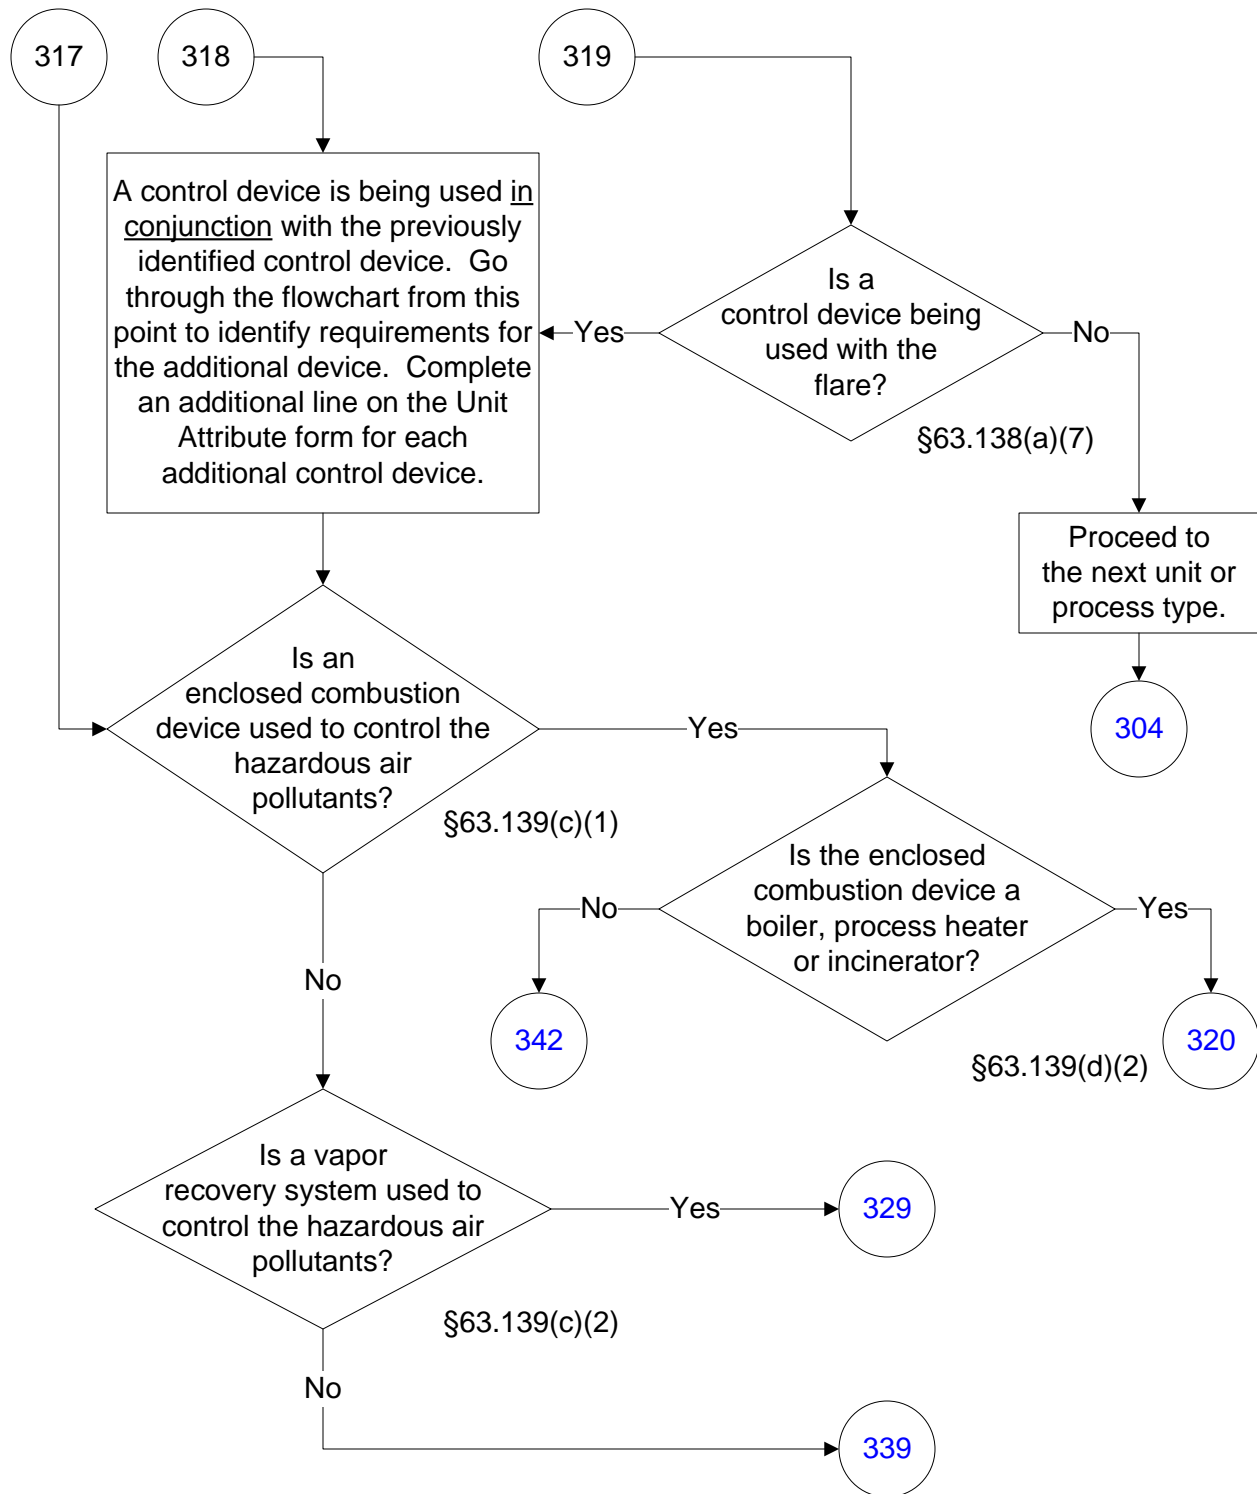 317
318
319
A control device is being used in
conjunction with the previously
identified control device.  Go
through the flowchart from this
point to identify requirements for
the additional device.  Complete
an additional line on the Unit
Attribute form for each
additional control device.
Is a
control device being
used with the
flare?
Yes
No
§63.138(a)(7)
Proceed to
the next unit or
process type.
304
Is an
enclosed combustion
device used to control the
hazardous air
pollutants?
Yes
§63.139(c)(1)
No
Is the enclosed
combustion device a
boiler, process heater
or incinerator?
No
Yes
342
320
§63.139(d)(2)
Is a vapor
recovery system used to
control the hazardous air
pollutants?
Yes
329
§63.139(c)(2)
No
339